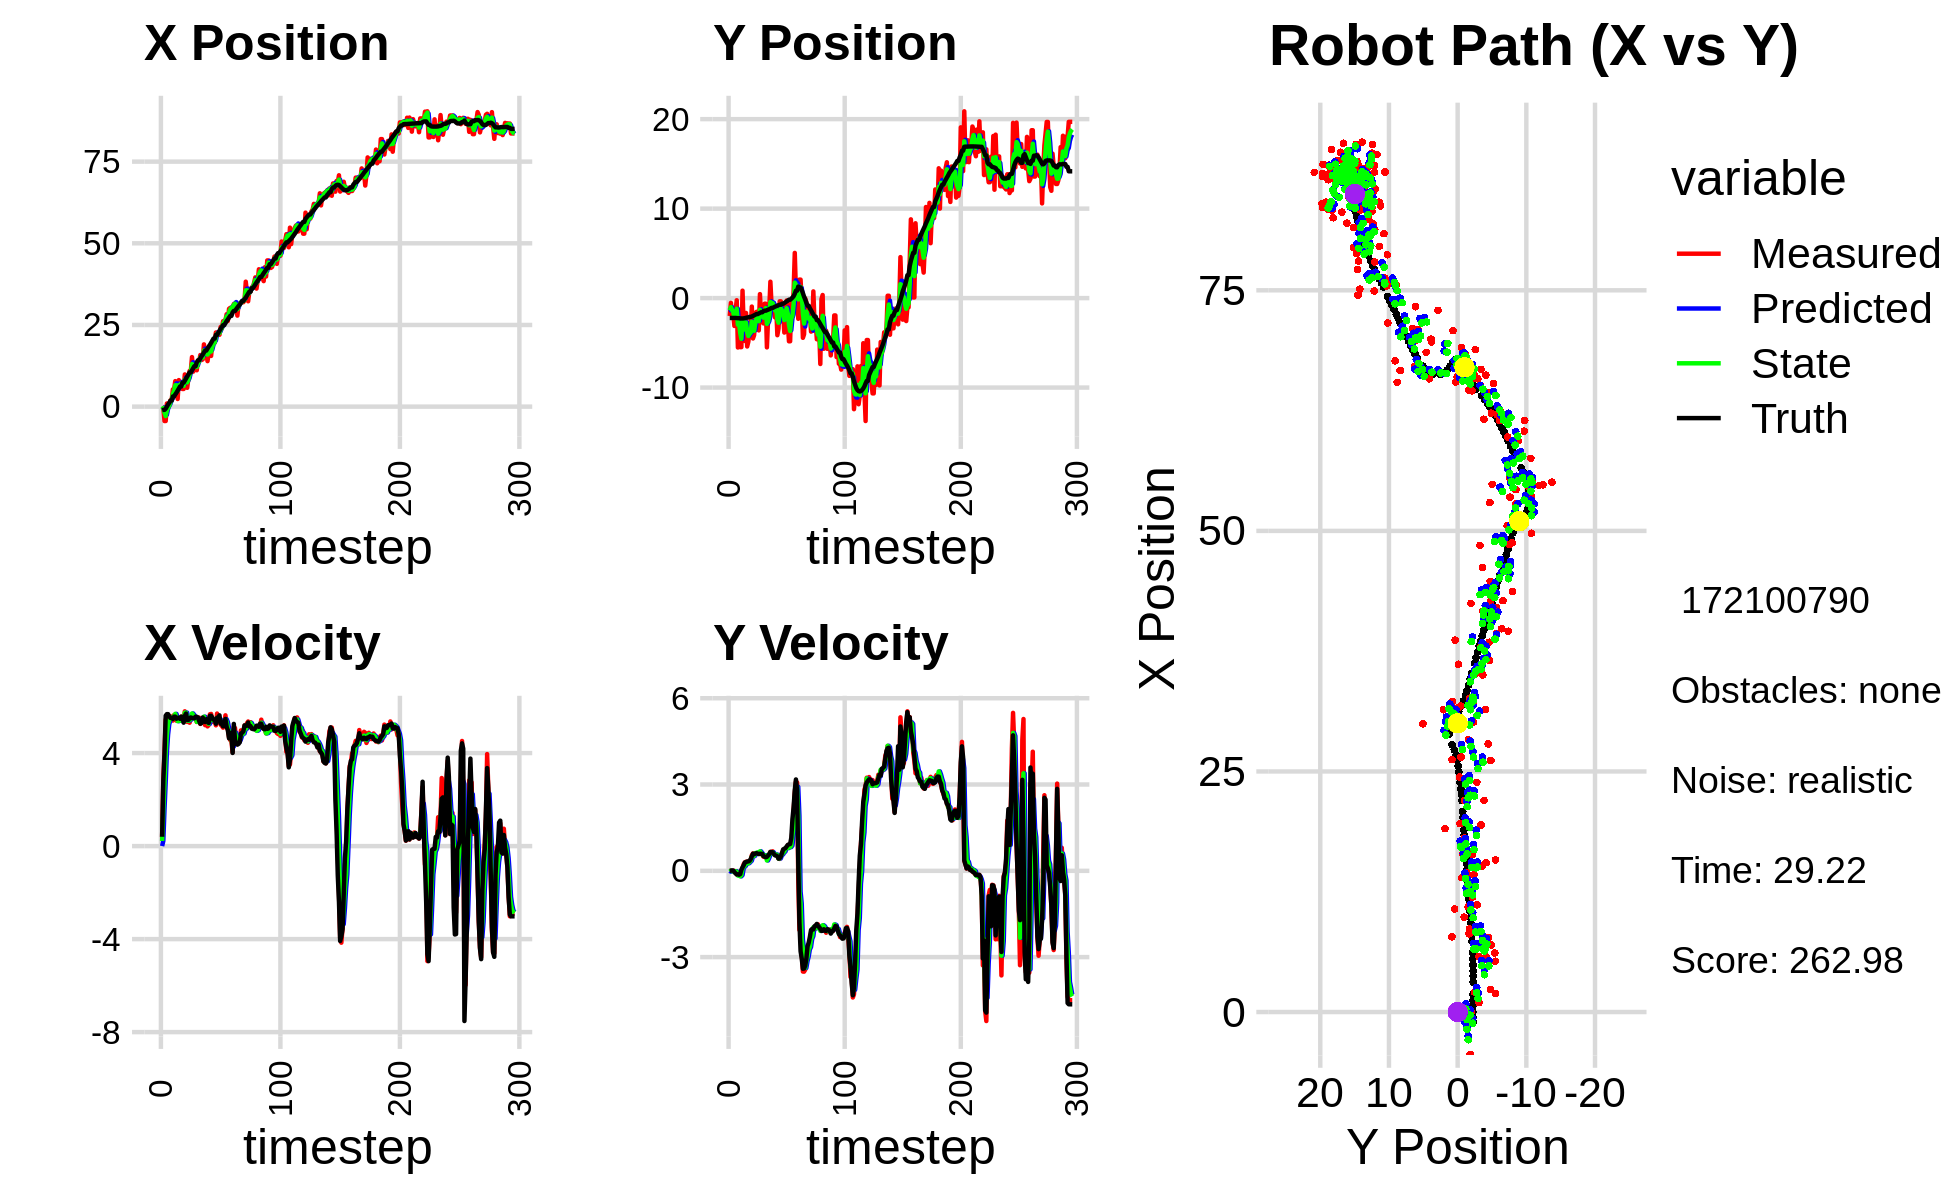 X Position
75
50
25
0
0
100
200
300
timestep
Y Position
20
10
0
-10
0
100
200
300
timestep
X Velocity
4
0
-4
-8
0
100
200
300
timestep
Y Velocity
6
3
0
-3
0
100
200
300
timestep
Robot Path (X vs Y)
X Position
75
50
25
0
20 10 0 -10 -20
Y Position
variable
Measured
Predicted
State
Truth
172100790
Obstacles: none
Noise: realistic
Time: 29.22
Score: 262.98